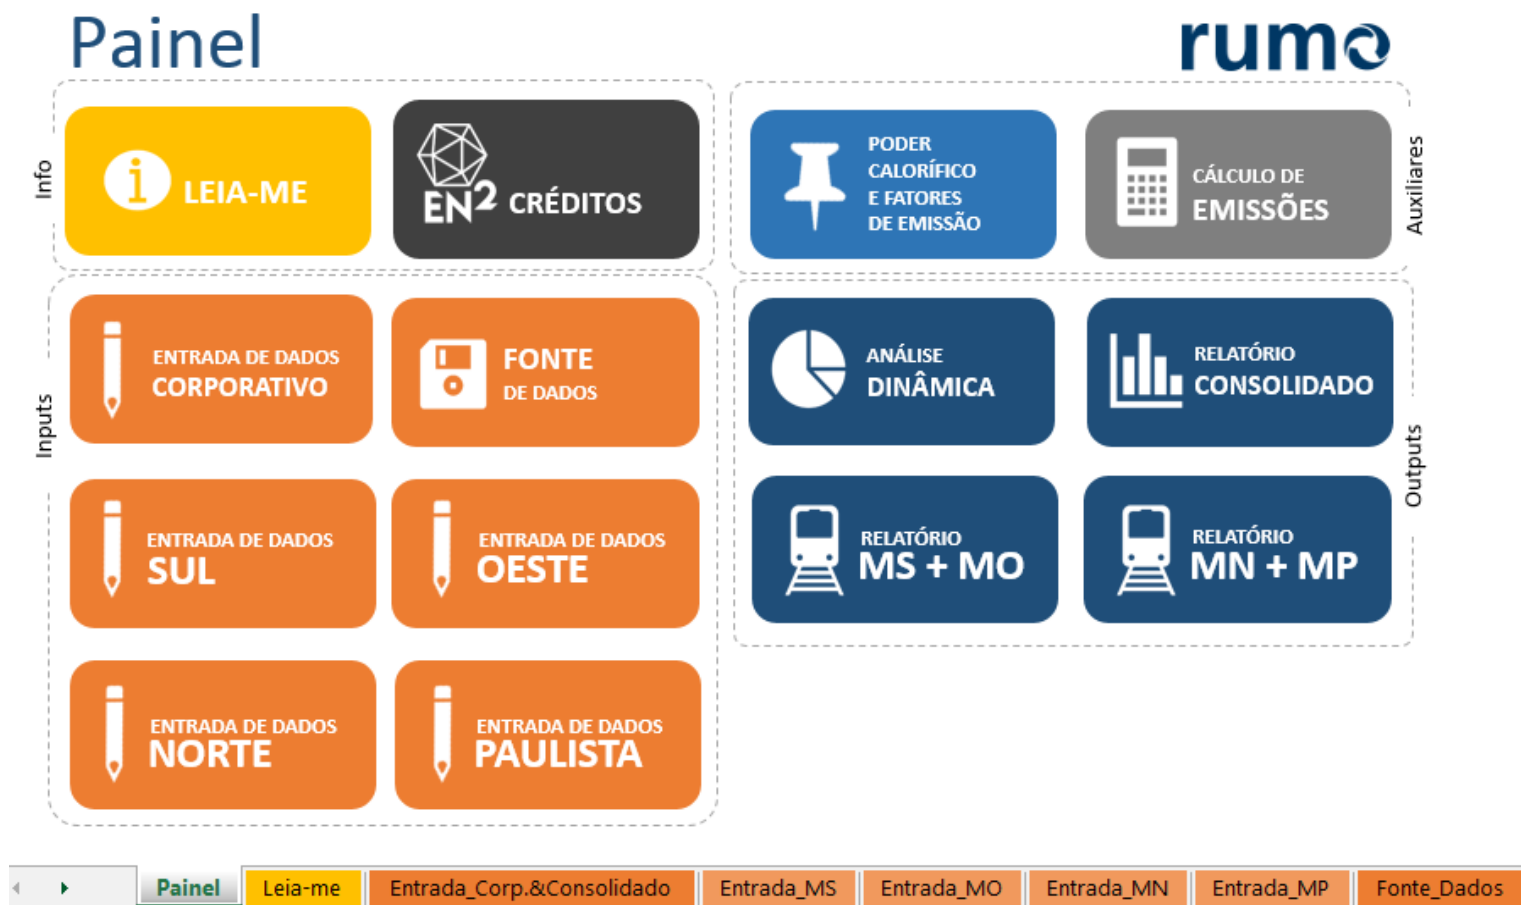 Painel
rumo
Info
i
LEIA-ME
EN²
CRÉDITOS
PODER
CALORÍFICO
E FATORES
DE EMISSÃO
CÁLCULO DE
EMISSÕES
Auxiliares
Inputs
ENTRADA DE DADOS
CORPORATIVO
FONTE
DE DADOS
ENTRADA DE DADOS
SUL
ENTRADA DE DADOS
OESTE
ENTRADA DE DADOS
NORTE
ENTRADA DE DADOS
PAULISTA
ANÁLISE
DINÂMICA
RELATÓRIO
CONSOLIDADO
RELATÓRIO
MS + MO
RELATÓRIO
MN + MP
Outputs
Painel
Leia-me
Entrada_Corp.&Consolidado
Entrada_MS
Entrada_MO
Entrada_MN
Entrada_MP
Fonte_Dados